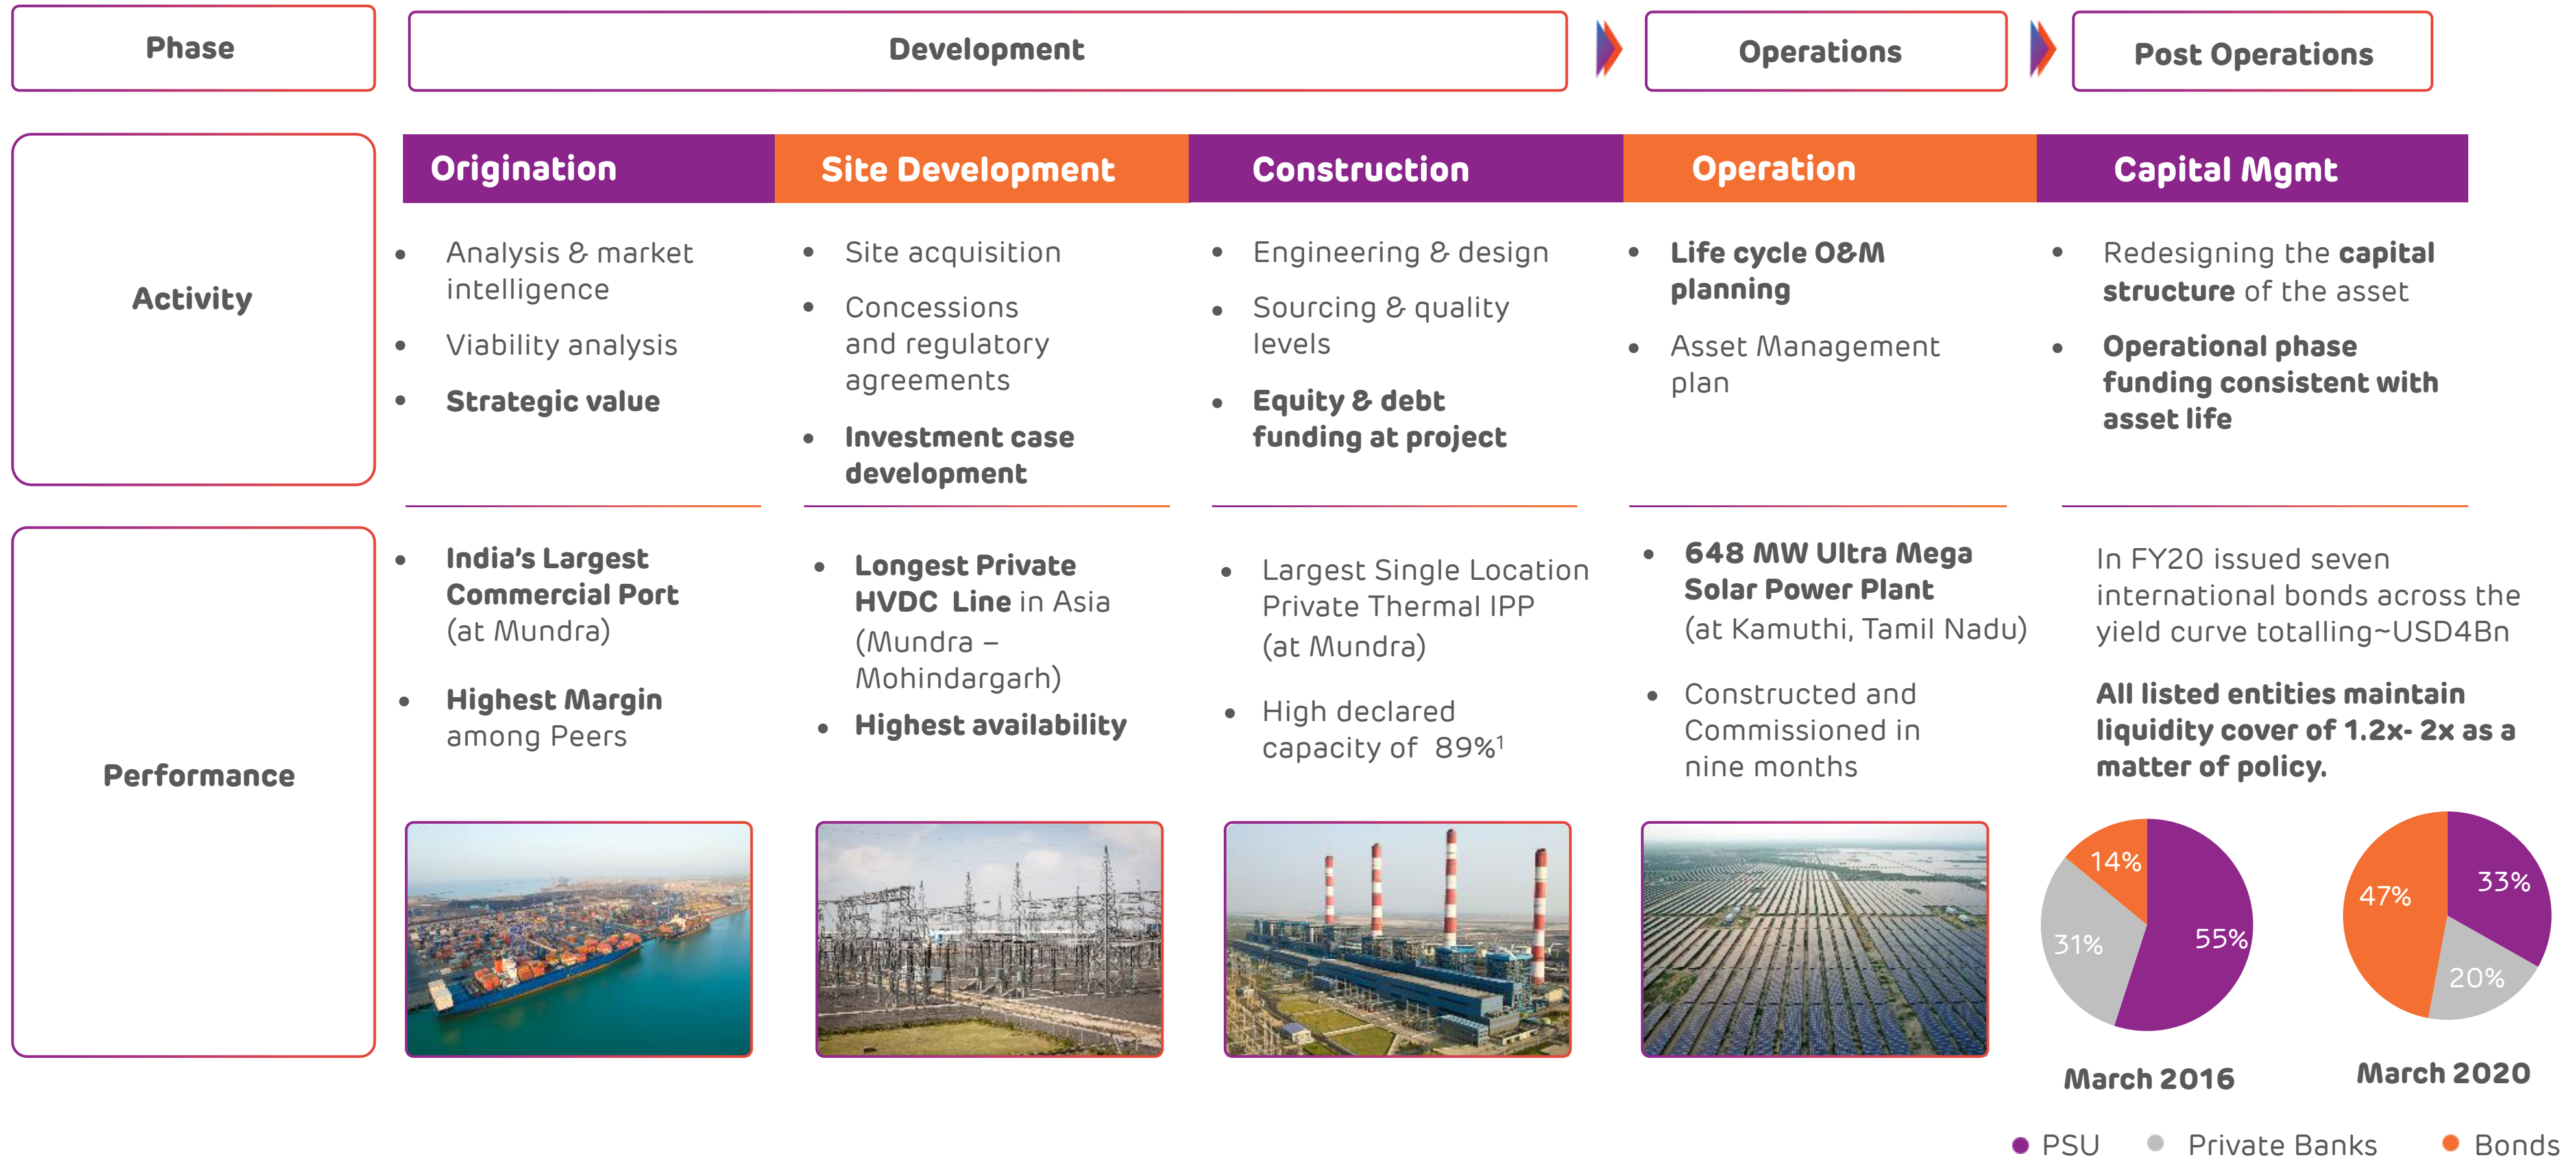 Phase
Development
Operations
Post Operations
Activity
Origination
Site Development
Construction
Operation
Capital Mgmt
• Analysis & market
intelligence
• Viability analysis
• Strategic value
• Site acquisition
• Concessions
and regulatory
agreements
• Investment case
development
• Engineering & design
• Sourcing & quality
levels
• Equity & debt
funding at project
• Life cycle O&M
planning
• Asset Management
plan
• Redesigning the capital
structure of the asset
• Operational phase
funding consistent with
asset life
Performance
• India’s Largest
Commercial Port
(at Mundra)
• Highest Margin
among Peers
• Longest Private
HVDC Line in Asia
(Mundra –
Mohindargarh)
• Highest availability
• Largest Single Location
Private Thermal IPP
(at Mundra)
• High declared
capacity of 89%¹
• 648 MW Ultra Mega
Solar Power Plant
(at Kamuthi, Tamil Nadu)
• Constructed and
Commissioned in
nine months
In FY20 issued seven
international bonds across the
yield curve totalling~USD4Bn
All listed entities maintain
liquidity cover of 1.2x- 2x as a
matter of policy.
14%
31%
55%
March 2016
47%
33%
20%
March 2020
PSU
Private Banks
Bonds